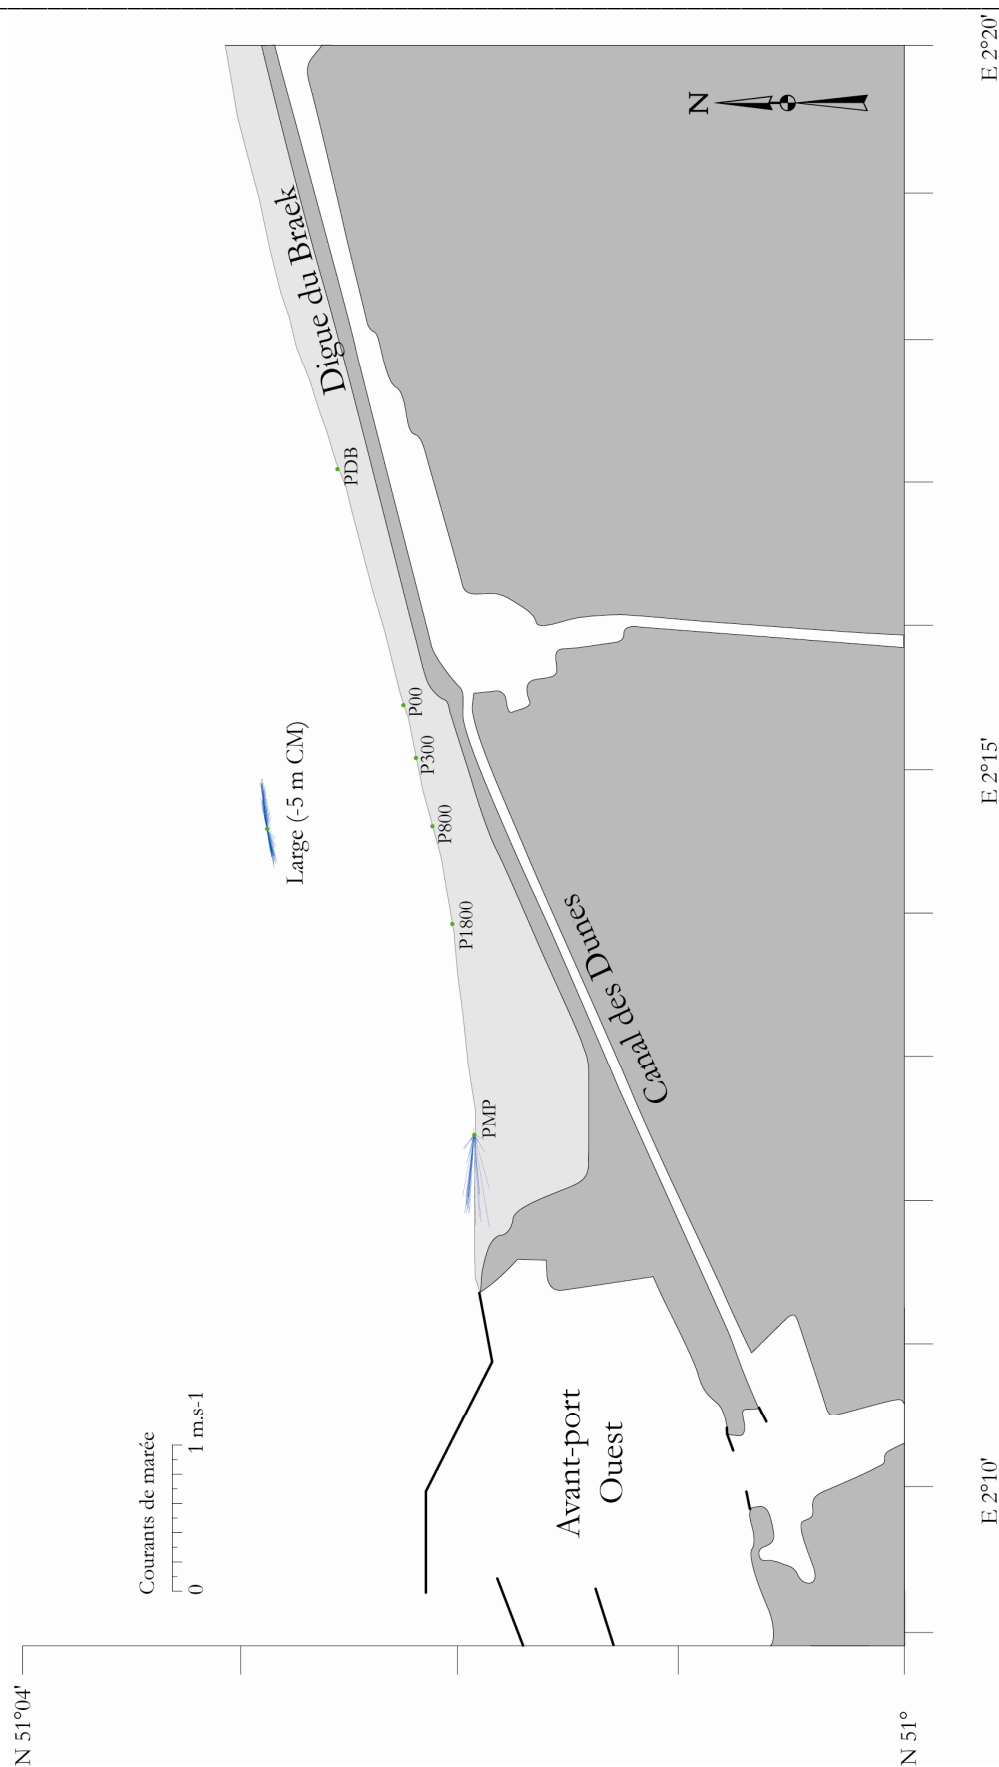 N 51°04'
N 51°
E 2°10'
E 2°15'
E 2°20'
Courants de marée
0
1 m.s-1
Avant-port
Ouest
PMP
P1800
P800
P300
P00
PDB
Large (-5 m CM)
Canal des Dunes
Digue du Braek
N